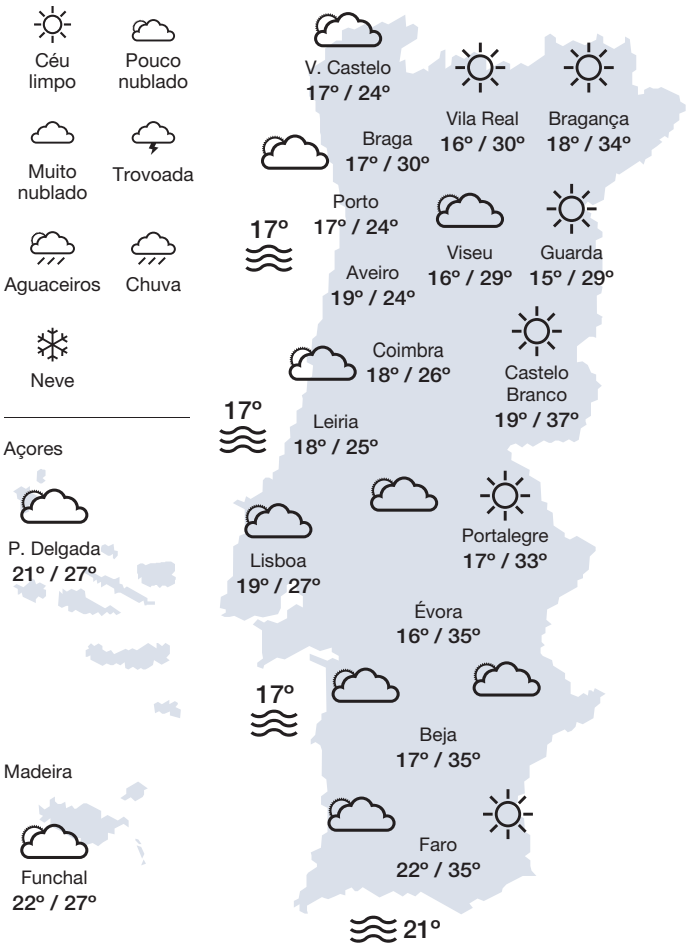 Céu
limpo
Pouco
nublado
Muito
nublado
Trovoada
Aguaceiros
Chuva
Neve
Açores
P. Delgada
21º / 27º
Madeira
Funchal
22º / 27º
V. Castelo
17º / 24º
Vila Real
16º / 30º
Bragança
18º / 34º
Braga
17º / 30º
Porto
17º / 24º
17º
Viseu
16º / 29º
Guarda
15º / 29º
Aveiro
19º / 24º
Coimbra
18º / 26º
Castelo
Branco
19º / 37º
17º
Leiria
18º / 25º
Portalegre
17º / 33º
Lisboa
19º / 27º
Évora
16º / 35º
17º
Beja
17º / 35º
Faro
22º / 35º
21º